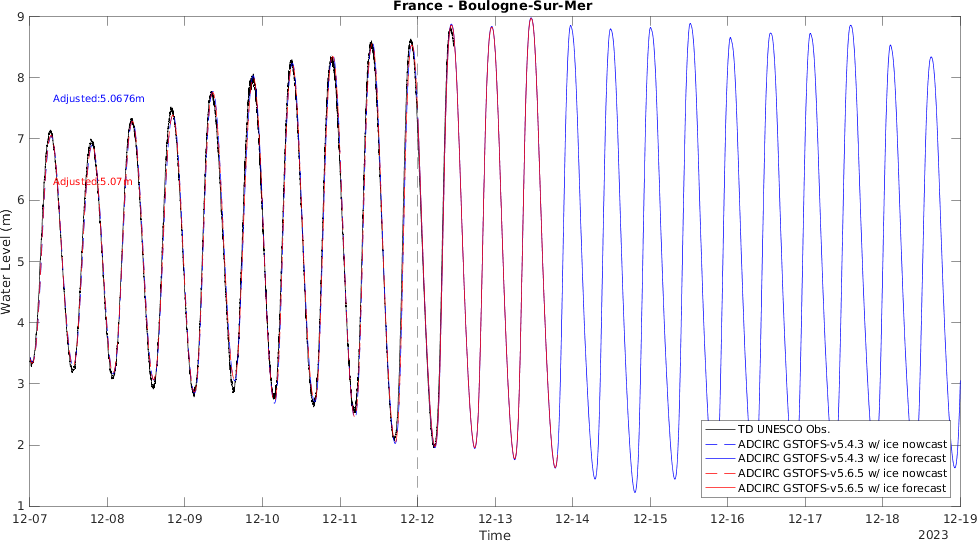 France - Boulogne-Sur-Mer
9
8
7
6
5
4
3
2
1
Water Level (m)
Adjusted:5.0676m
Adjusted:5.07m
TD UNESCO Obs.
ADCIRC GSTOFS-v5.4.3 w/ ice nowcast
ADCIRC GSTOFS-v5.4.3 w/ ice forecast
ADCIRC GSTOFS-v5.6.5 w/ ice nowcast
ADCIRC GSTOFS-v5.6.5 w/ ice forecast
12-07 12-08 12-09 12-10 12-11 12-12 12-13 12-14 12-15 12-16 12-17 12-18 12-19
Time
2023